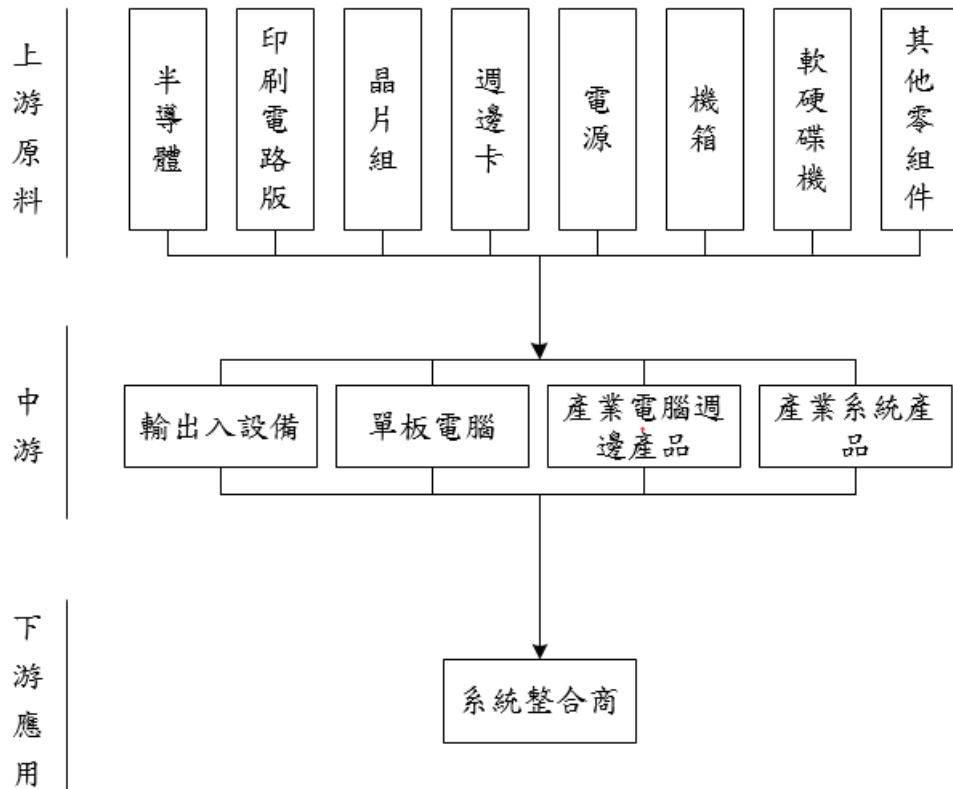 上游原料
半導體
印刷電路版
晶片組
週邊卡
電源
機箱
軟硬碟機
其他零組件
中游
輸出入設備
單板電腦
產業電腦週
邊產品
產業系統產
品
下游應用
系統整合商